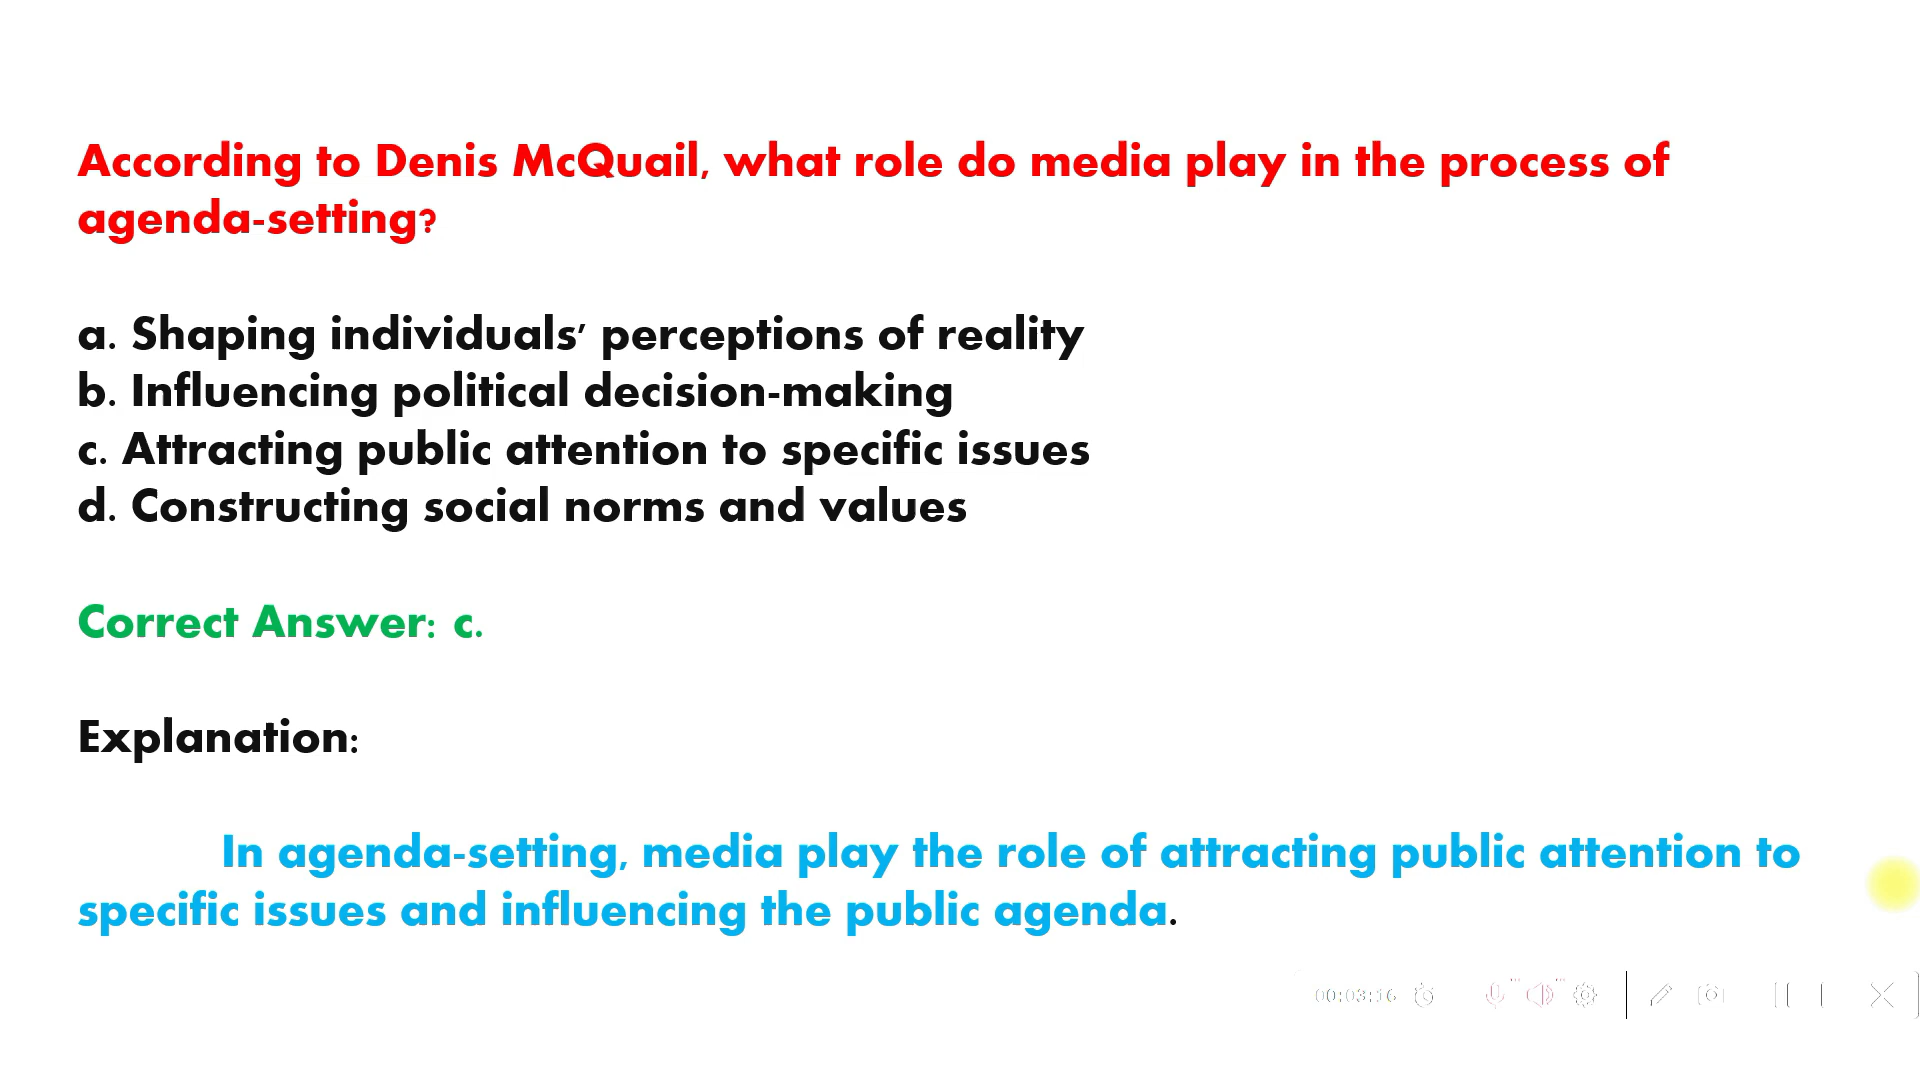 According to Denis McQuail, what role do media play in the process of
agenda-setting?
a. Shaping individuals’ perceptions of reality
b. Influencing political decision-making
c. Attracting public attention to specific issues
d. Constructing social norms and values
Correct Answer: c.
Explanation:
In agenda-setting, media play the role of attracting public attention to
specific issues and influencing the public agenda.
00:03:16